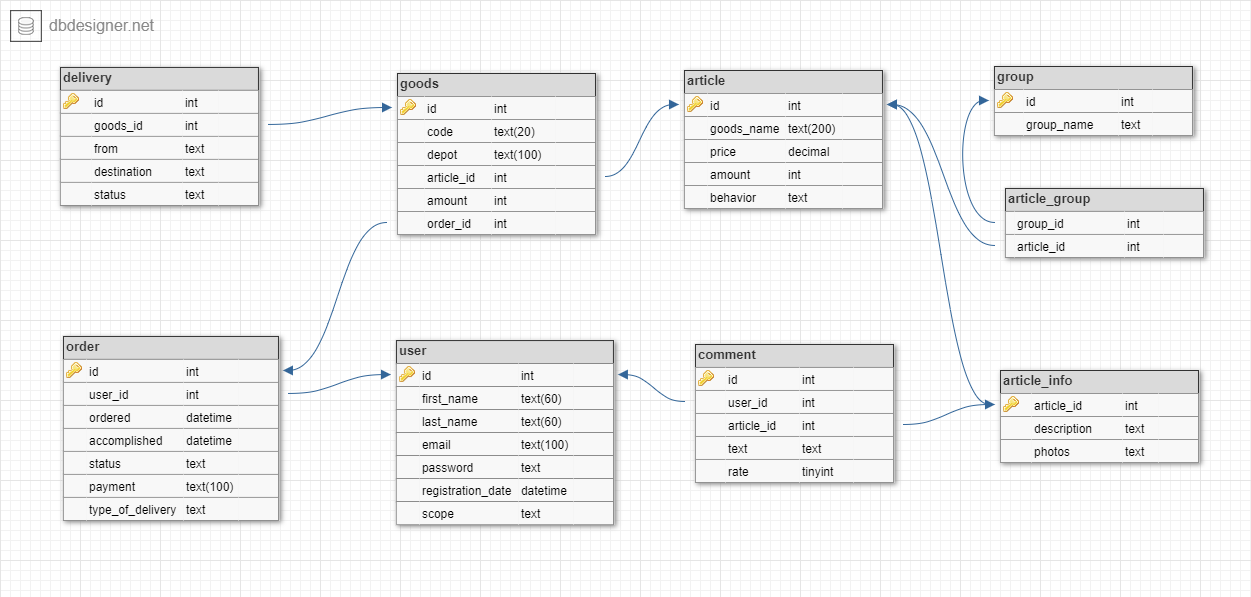 dbdesigner.net
delivery
id int
goods_id int
from text
destination text
status text
goods
id int
code text(20)
depot text(100)
article_id int
amount int
order_id int
article
id int
goods_name text(200)
price decimal
amount int
behavior text
group
id int
group_name text
article_group
group_id int
article_id int
order
id int
user_id int
ordered datetime
accomplished datetime
status text
payment text(100)
type_of_delivery text
user
id int
first_name text(60)
last_name text(60)
email text(100)
password text
registration_date datetime
scope text
comment
id int
user_id int
article_id int
text text
rate tinyint
article_info
article_id int
description text
photos text